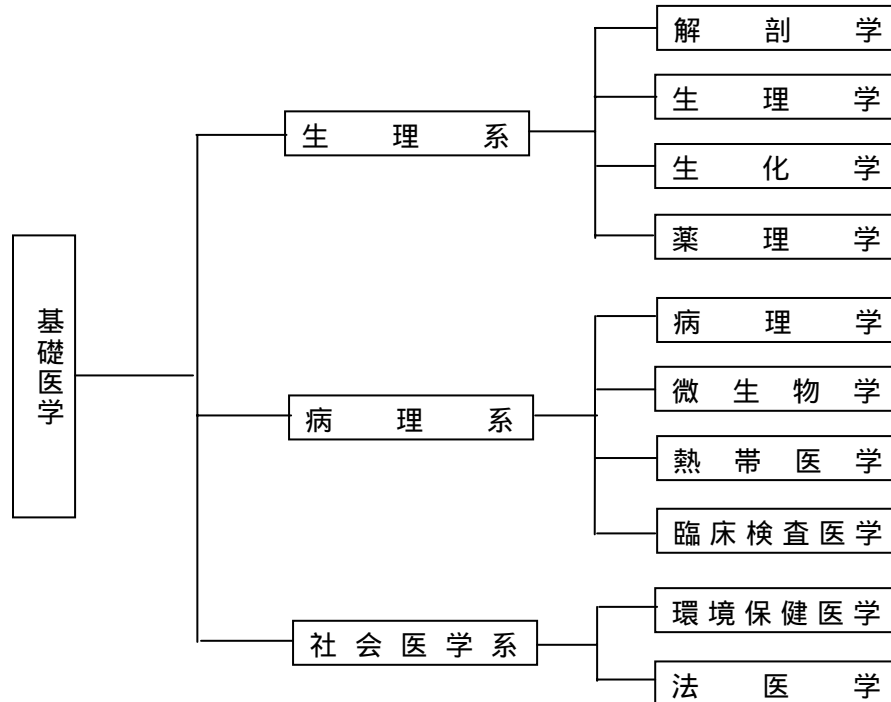 基礎医学
生理系
解剖学
生理学
生化学
薬理学
病理系
病理学
微生物学
熱帯医学
臨床検査医学
社会医学系
環境保健医学
法医学